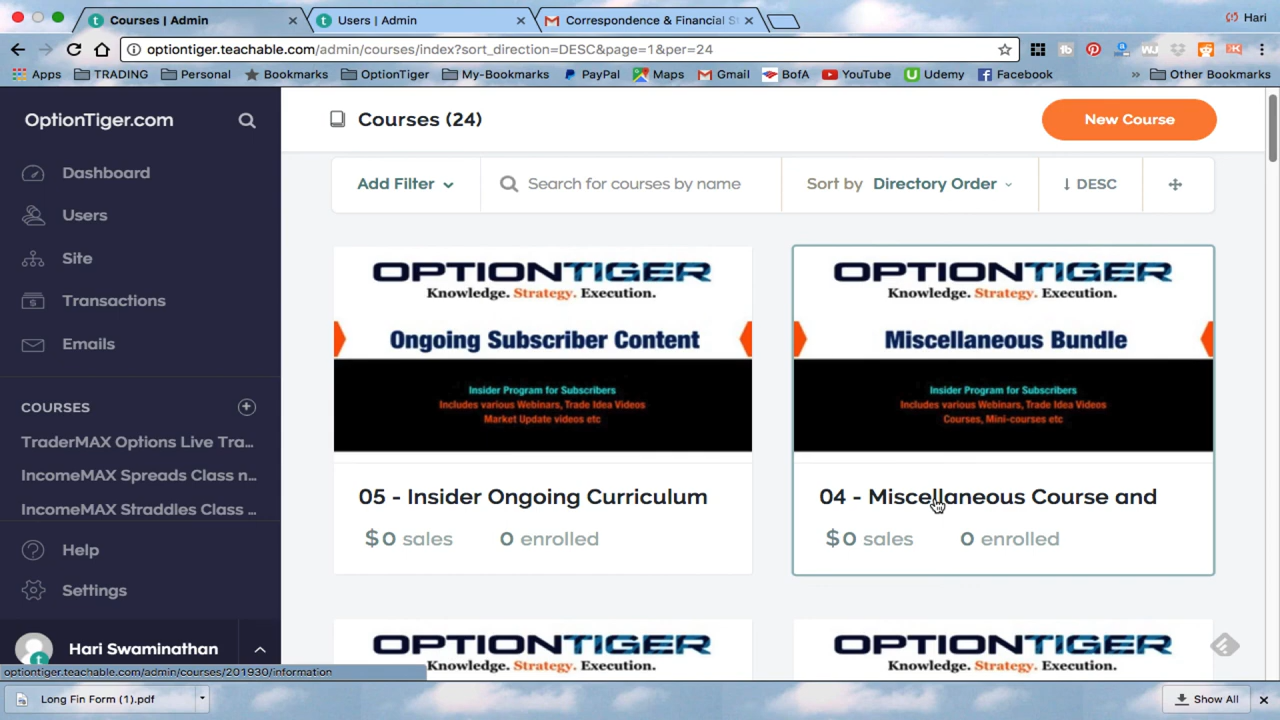 Courses | Admin
Users | Admin
Correspondence & Financial St
Hari
optiontiger.teachable.com/admin/courses/index?sort_direction=DESC&page=1&per=24
Apps
TRADING
Personal
Bookmarks
OptionTiger
My-Bookmarks
PayPal
Maps
Gmail
BofA
YouTube
Udemy
Facebook
»
Other Bookmarks
OptionTiger.com
Dashboard
Users
Site
Transactions
Emails
COURSES
TraderMAX Options Live Tra...
IncomeMAX Spreads Class n...
IncomeMAX Straddles Class ...
Help
Settings
Hari Swaminathan
Courses (24)
New Course
Add Filter
Search for courses by name
Sort by Directory Order
↓ DESC
OPTIONTIGER
Knowledge. Strategy. Execution.
Ongoing Subscriber Content
Insider Program for Subscribers
Includes various Webinars, Trade Idea Videos
Market Update videos etc
05 - Insider Ongoing Curriculum
$0 sales
0 enrolled
OPTIONTIGER
Knowledge. Strategy. Execution.
Miscellaneous Bundle
Insider Program for Subscribers
Includes various Webinars, Trade Idea Videos
Courses, Mini-courses etc
04 - Miscellaneous Course and
$0 sales
0 enrolled
OPTIONTIGER
Knowledge. Strategy. Execution.
OPTIONTIGER
Knowledge. Strategy. Execution.
optiontiger.teachable.com/admin/courses/201930/information
Long Fin Form (1).pdf
Show All